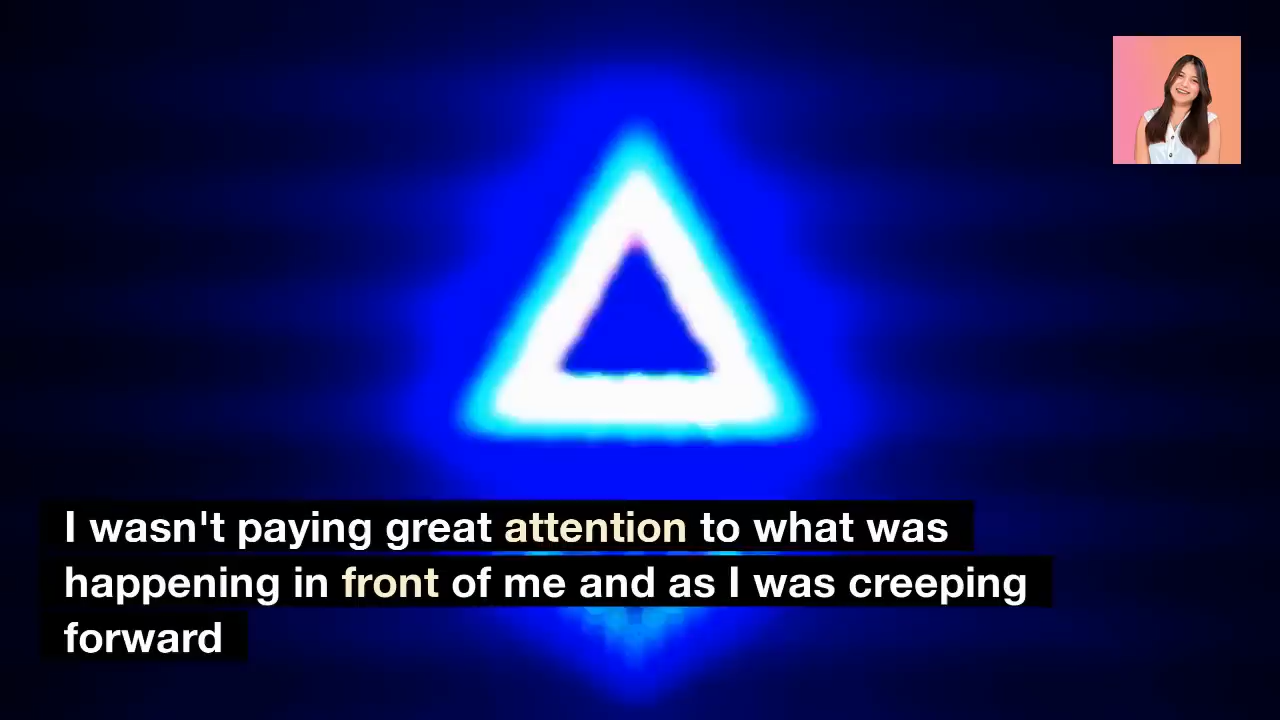 I wasn't paying great attention to what was
happening in front of me and as I was creeping
forward